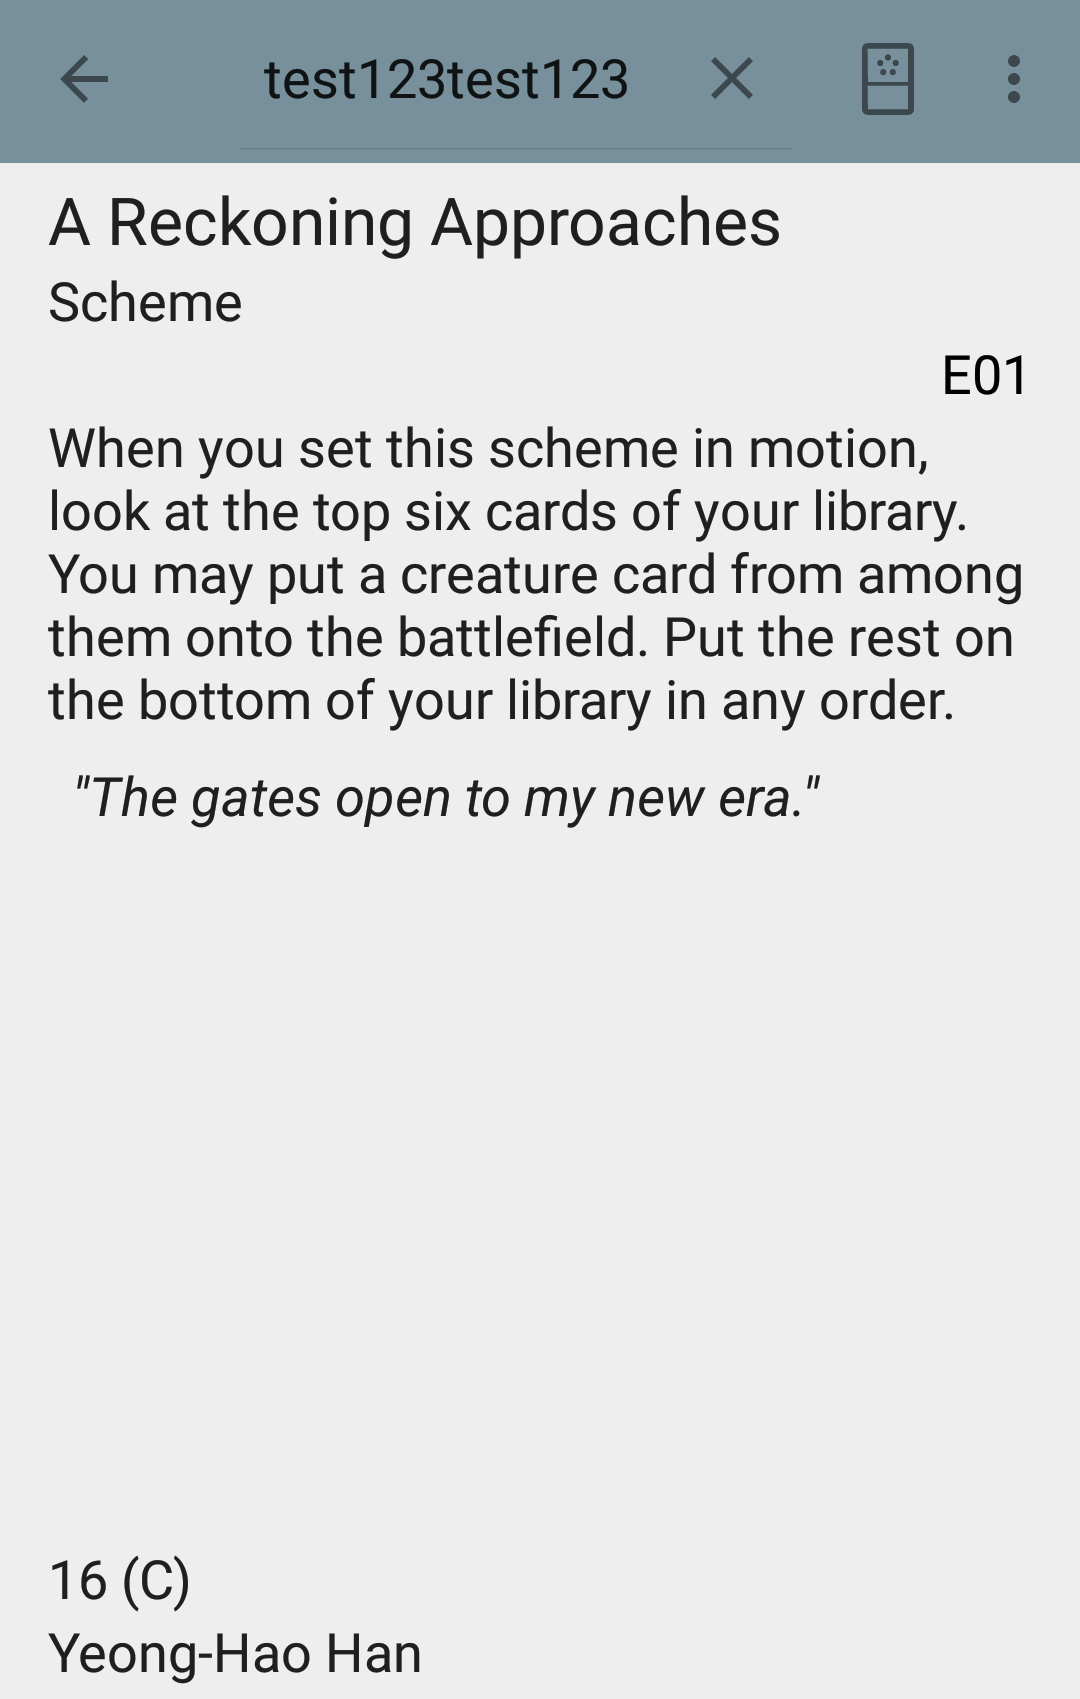 test123test123
A Reckoning Approaches
Scheme
E01
When you set this scheme in motion,
look at the top six cards of your library.
You may put a creature card from among
them onto the battlefield. Put the rest on
the bottom of your library in any order.
"The gates open to my new era."
16 (C)
Yeong-Hao Han